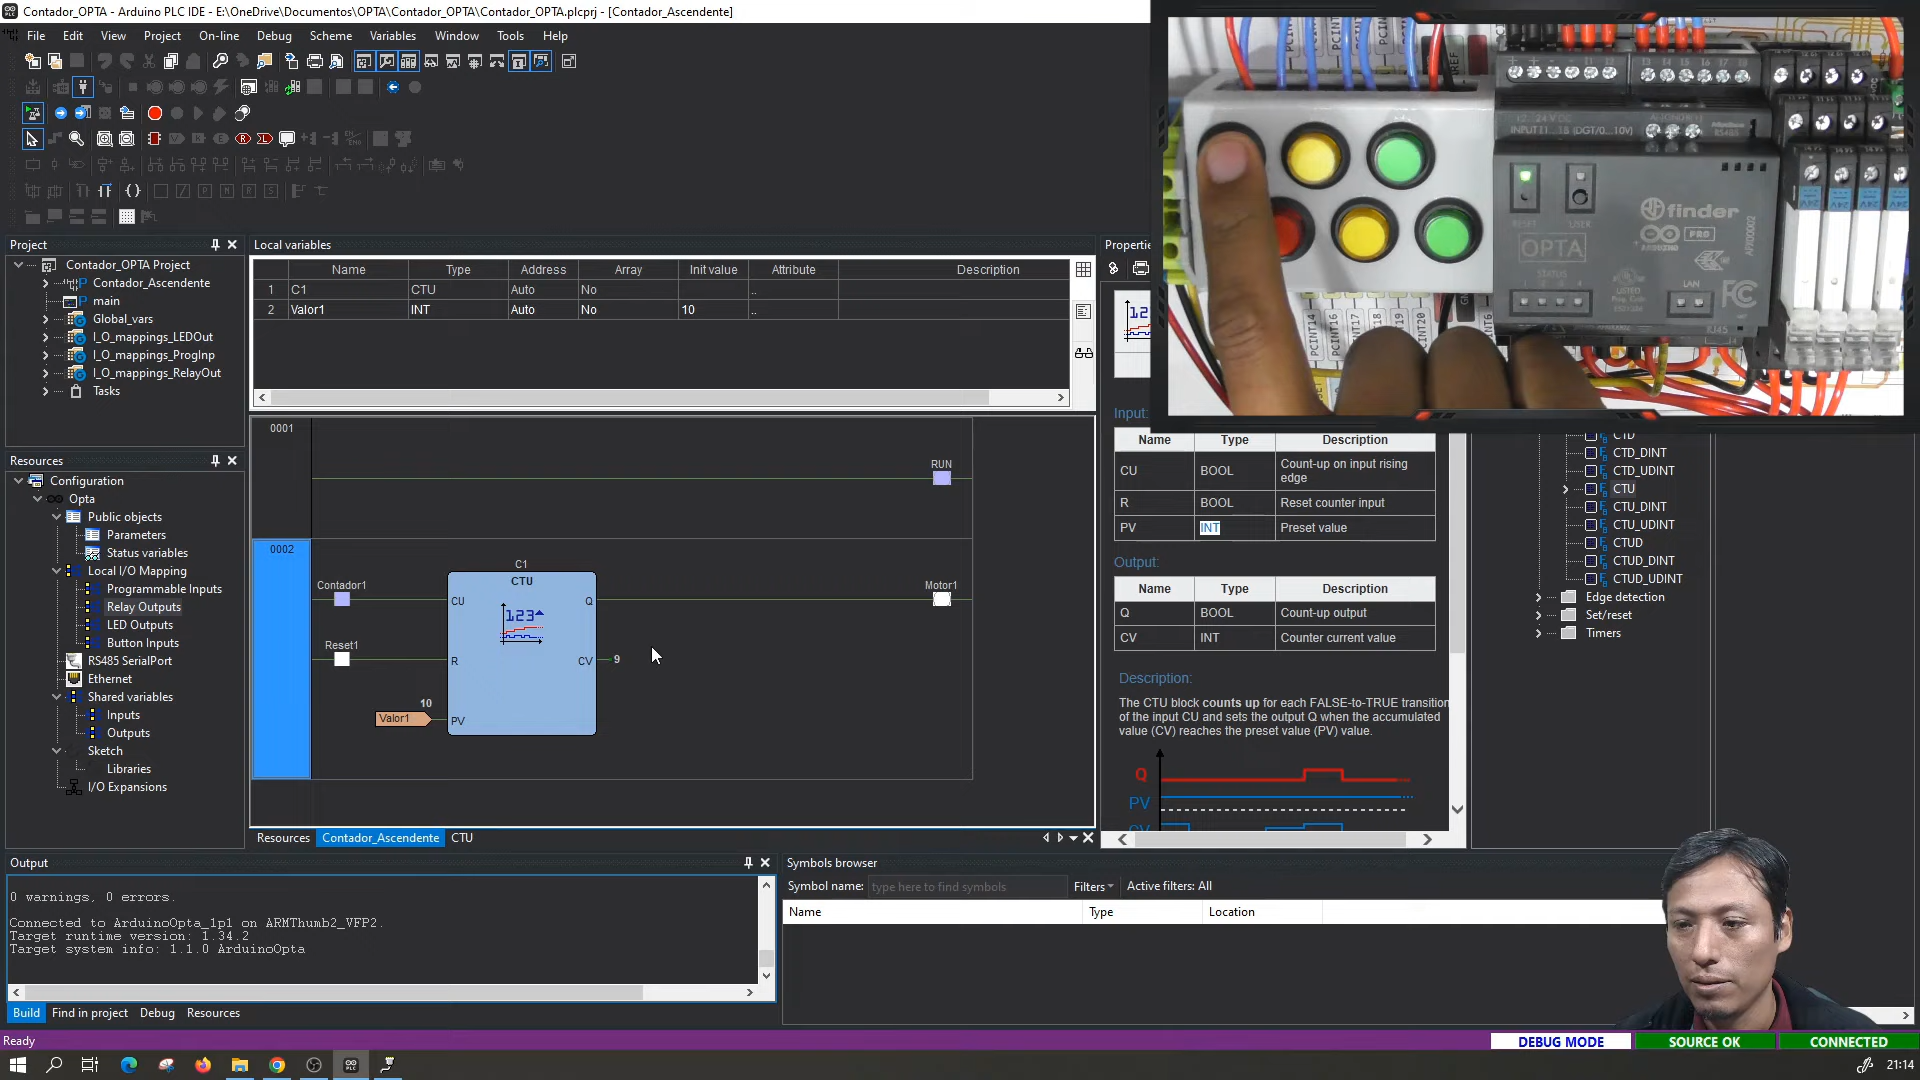 Contador_OPTA - Arduino PLC IDE - E:\OneDrive\Documentos\OPTA\Contador_OPTA\Contador_OPTA.plcprj - [Contador_Ascendente]
File Edit View Project On-line Debug Scheme Variables Window Tools Help
Project
Contador_OPTA Project
Contador_Ascendente
main
Global_vars
I_O_mappings_LEDOut
I_O_mappings_ProgInp
I_O_mappings_RelayOut
Tasks
Resources
Configuration
Opta
Public objects
Parameters
Status variables
Local I/O Mapping
Programmable Inputs
Relay Outputs
LED Outputs
Button Inputs
RS485 SerialPort
Ethernet
Shared variables
Inputs
Outputs
Sketch
Libraries
I/O Expansions
Local variables
Name Type Address Array Init value Attribute Description
1 C1 CTU Auto No ..
2 Valor1 INT Auto No 10 ..
0001
RUN
0002
C1
CTU
Contador1
CU
Q
Motor1
123
Reset1
R
CV
9
10
Valor1
PV
Resources Contador_Ascendente CTU
Input:
Name Type Description
CU BOOL Count-up on input rising edge
R BOOL Reset counter input
PV INT Preset value
Output:
Name Type Description
Q BOOL Count-up output
CV INT Counter current value
Description:
The CTU block counts up for each FALSE-to-TRUE transition
of the input CU and sets the output Q when the accumulated
value (CV) reaches the preset value (PV) value.
Q
PV
CTD
CTD_DINT
CTD_UDINT
CTU
CTU_DINT
CTU_UDINT
CTUD
CTUD_DINT
CTUD_UDINT
Edge detection
Set/reset
Timers
PCINT14
PCINT16
finder
PRO
OPTA
RESET
USER
STATUS
LAN
FC
RJ45
Output
0 warnings, 0 errors.
Connected to ArduinoOpta_1p1 on ARMThumb2_VFP2.
Target runtime version: 1.34.2
Target system info: 1.1.0 ArduinoOpta
Build Find in project Debug Resources
Symbols browser
Symbol name: type here to find symbols Filters Active filters: All
Name Type Location
Ready
DEBUG MODE SOURCE OK CONNECTED
21:14